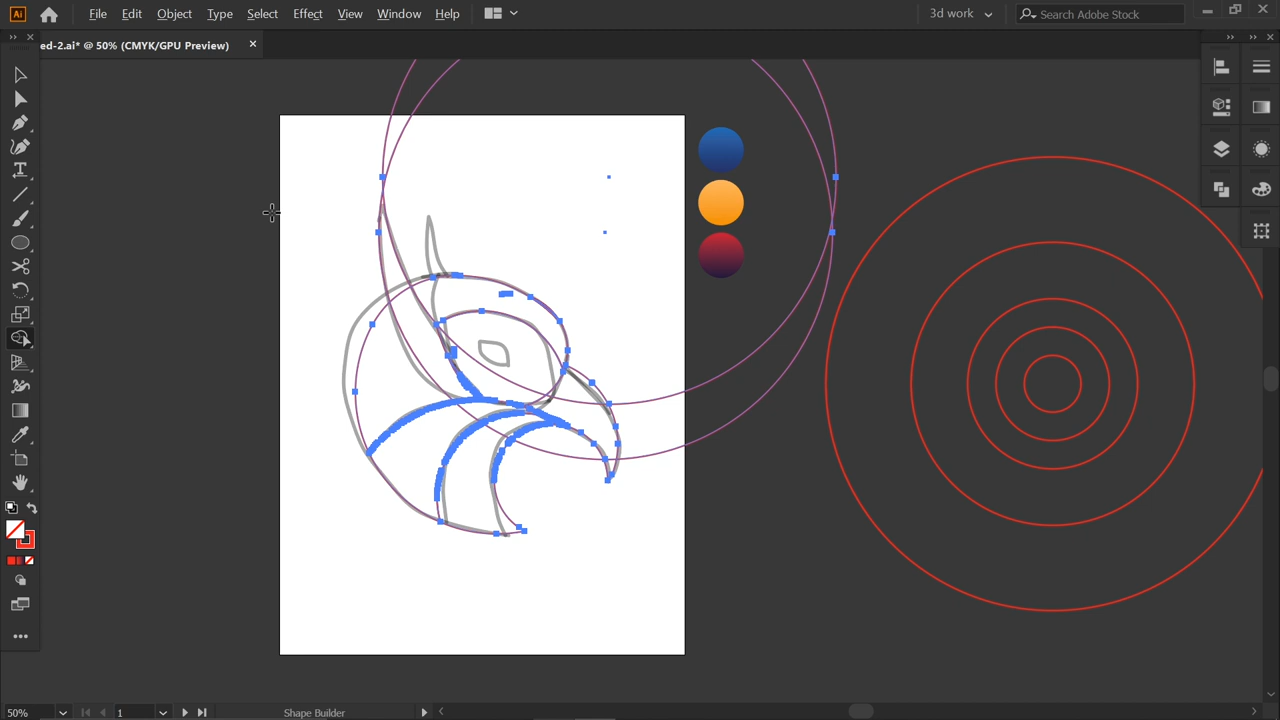 Ai File Edit Object Type Select Effect View Window Help 3d work Search Adobe Stock
ed-2.ai* @ 50% (CMYK/GPU Preview)
50% 1 Shape Builder